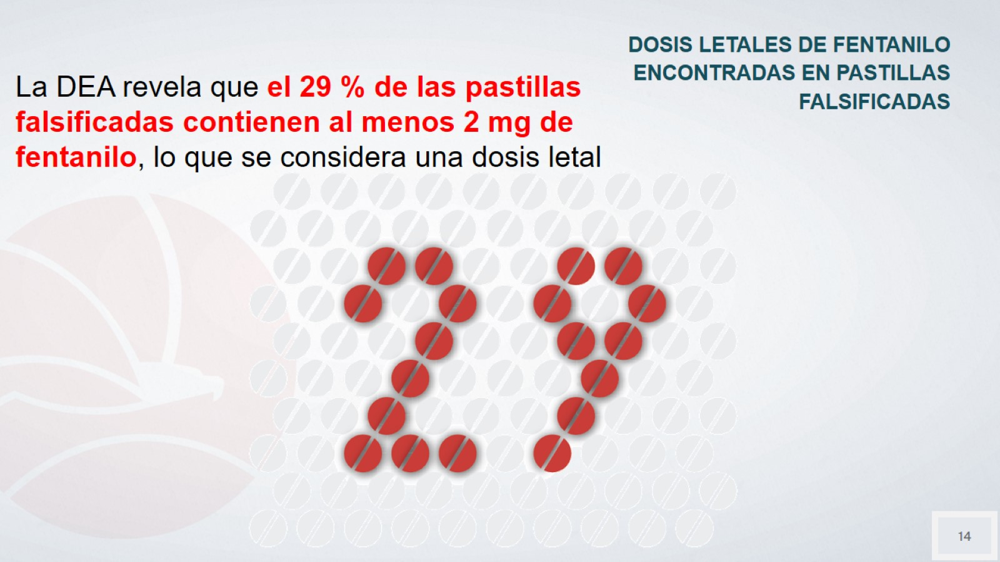 DOSIS LETALES DE FENTANILO
ENCONTRADAS EN PASTILLAS
FALSIFICADAS
La DEA revela que el 29 % de las pastillas
falsificadas contienen al menos 2 mg de
fentanilo, lo que se considera una dosis letal
29
14